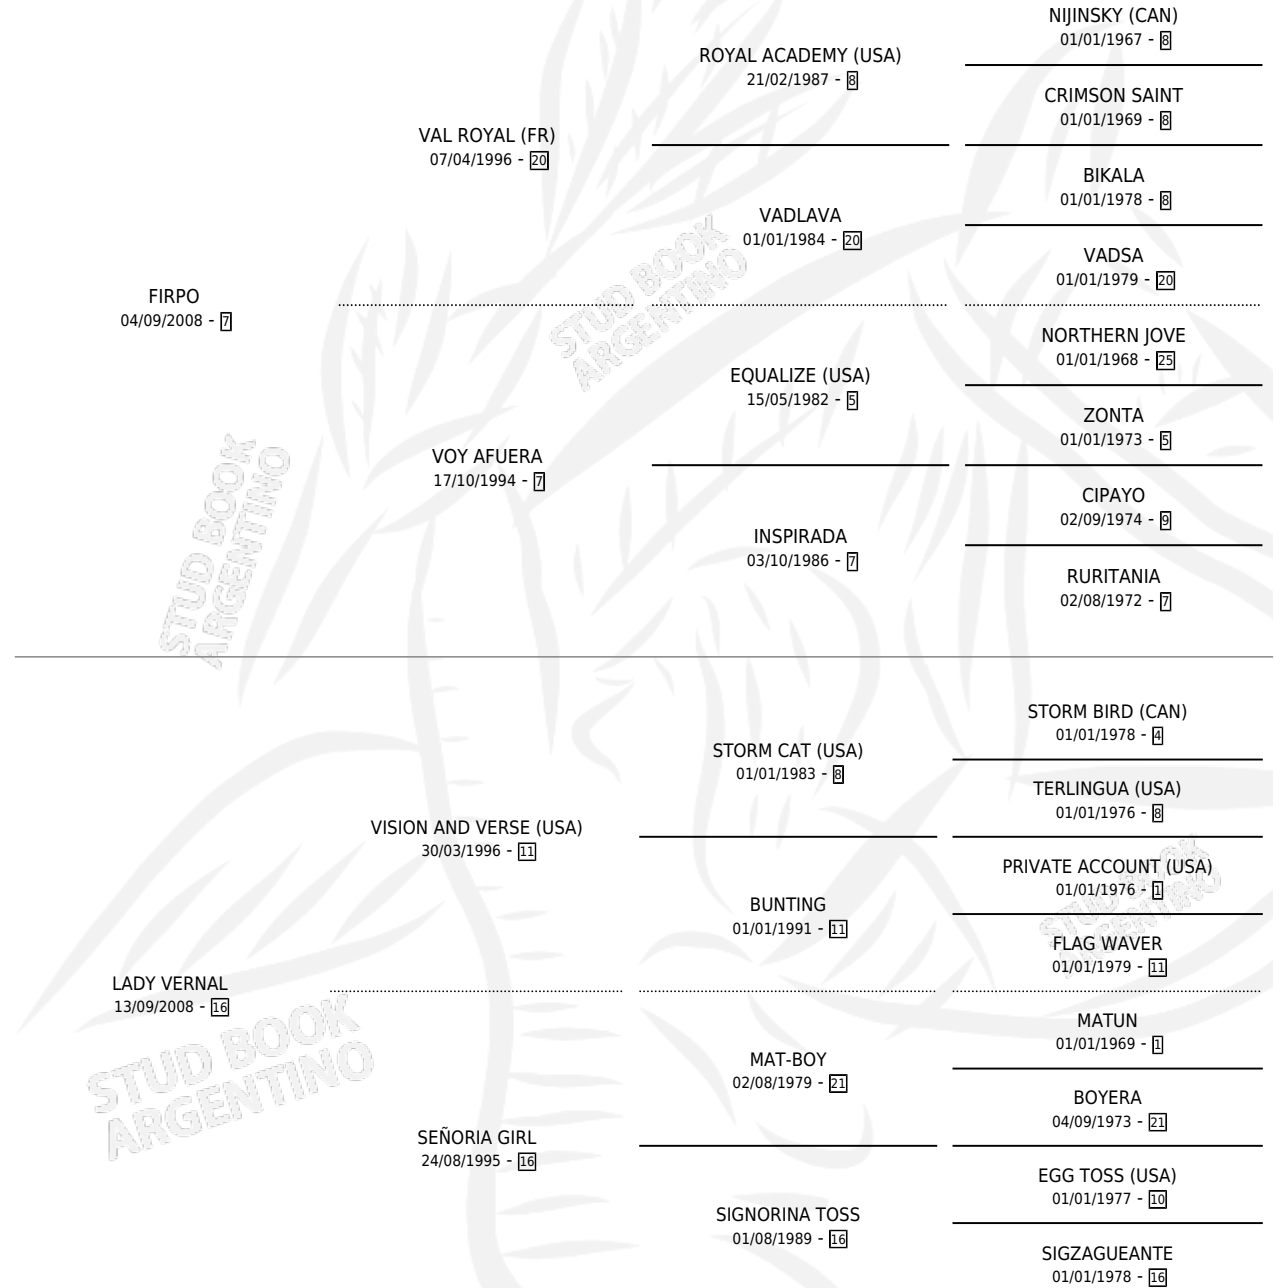 NIJINSKY (CAN)
01/01/1967 - 8
ROYAL ACADEMY (USA)
21/02/1987 - 8
CRIMSON SAINT
01/01/1969 - 8
VAL ROYAL (FR)
07/04/1996 - 20
BIKALA
01/01/1978 - 8
VADLAVA
01/01/1984 - 20
VADSA
01/01/1979 - 20
FIRPO
04/09/2008 - 7
NORTHERN JOVE
01/01/1968 - 25
EQUALIZE (USA)
15/05/1982 - 5
ZONTA
01/01/1973 - 5
VOY AFUERA
17/10/1994 - 7
CIPAYO
02/09/1974 - 9
INSPIRADA
03/10/1986 - 7
RURITANIA
02/08/1972 - 7
STORM BIRD (CAN)
01/01/1978 - 4
STORM CAT (USA)
01/01/1983 - 8
TERLINGUA (USA)
01/01/1976 - 8
VISION AND VERSE (USA)
30/03/1996 - 11
PRIVATE ACCOUNT (USA)
01/01/1976 - 1
BUNTING
01/01/1991 - 11
FLAG WAVER
01/01/1979 - 11
LADY VERNAL
13/09/2008 - 16
MATUN
01/01/1969 - 1
MAT-BOY
02/08/1979 - 21
BOYERA
04/09/1973 - 21
SEÑORIA GIRL
24/08/1995 - 16
EGG TOSS (USA)
01/01/1977 - 10
SIGNORINA TOSS
01/08/1989 - 16
SIGZAGUEANTE
01/01/1978 - 16
STUD BOOK
ARGENTINO
STUD BOOK
ARGENTINO
STUD BOOK
ARGENTINO
STUD BOOK
ARGENTINO